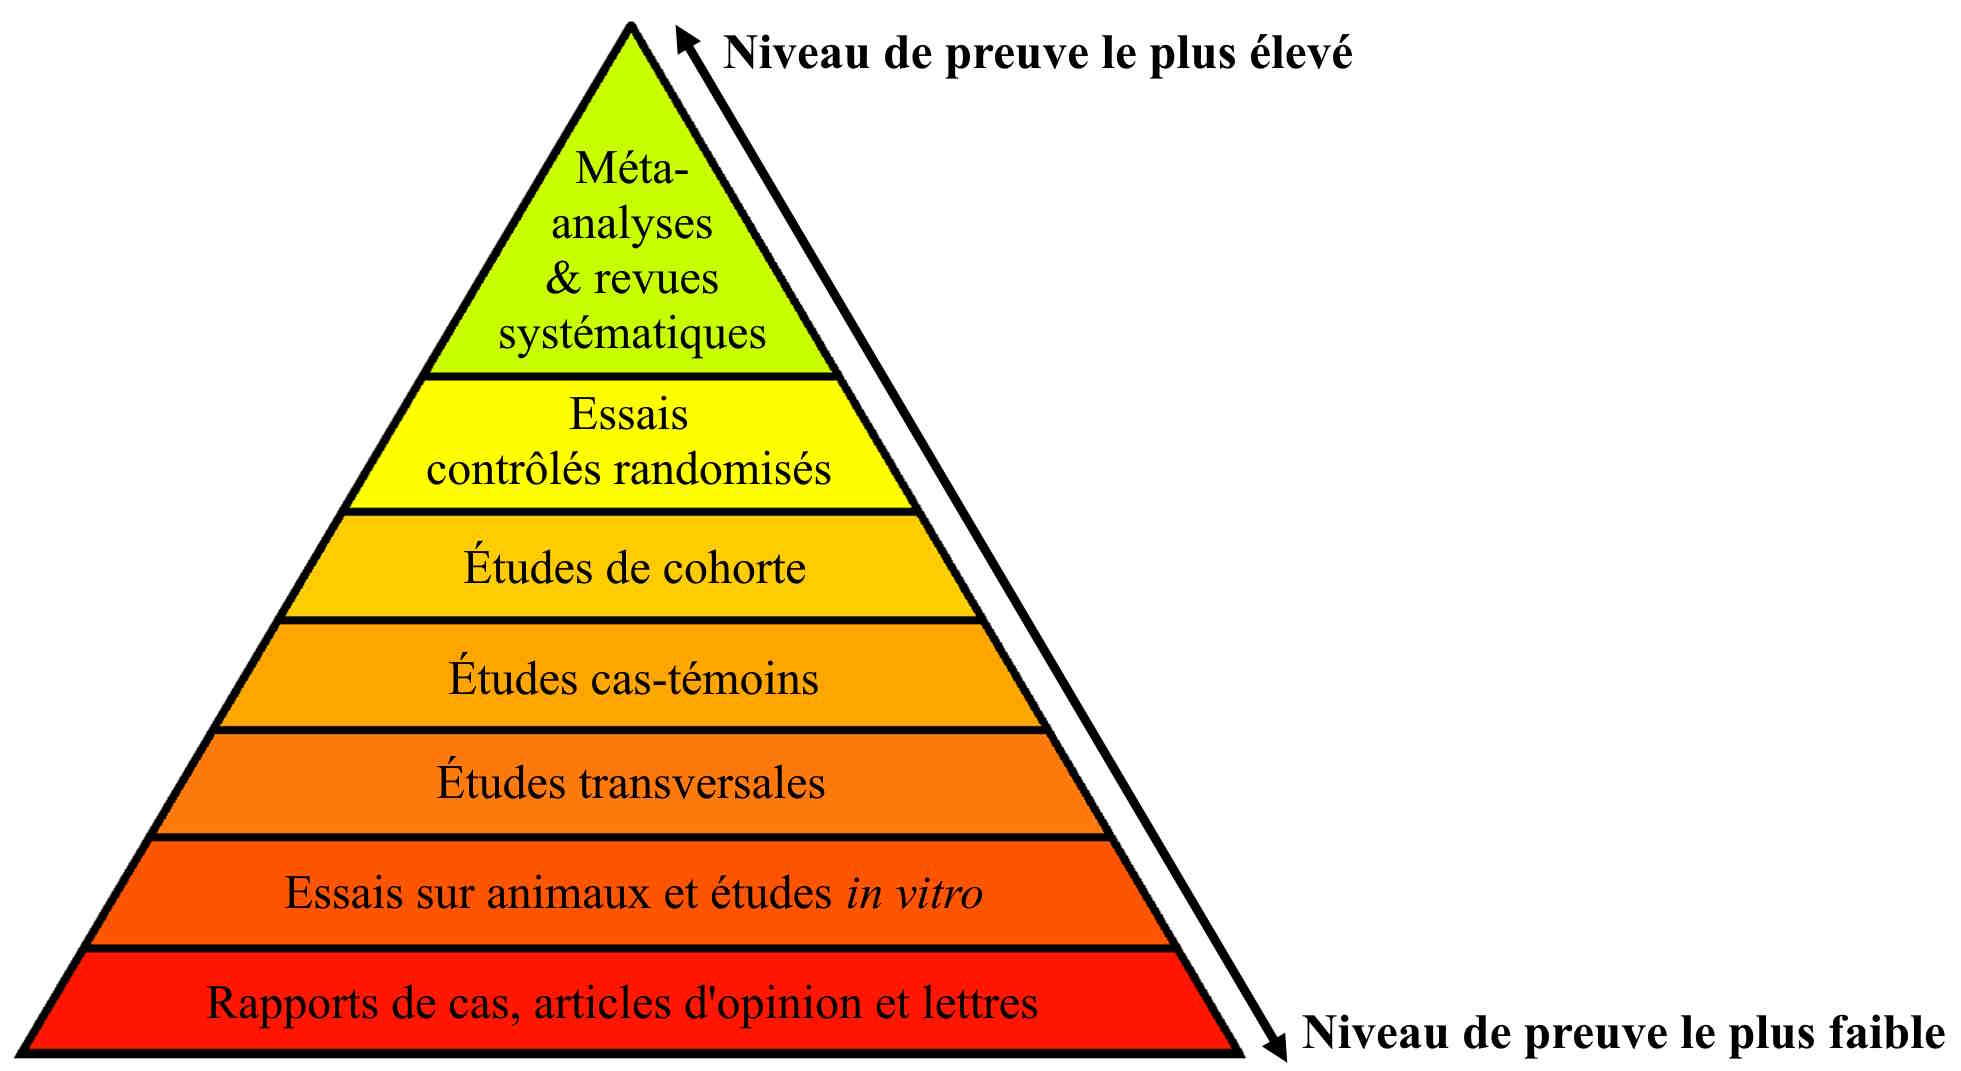 Niveau de preuve le plus élevé
Méta-
analyses
& revues
systématiques
Essais
contrôlés randomisés
Études de cohorte
Études cas-témoins
Études transversales
Essais sur animaux et études in vitro
Rapports de cas, articles d'opinion et lettres
Niveau de preuve le plus faible